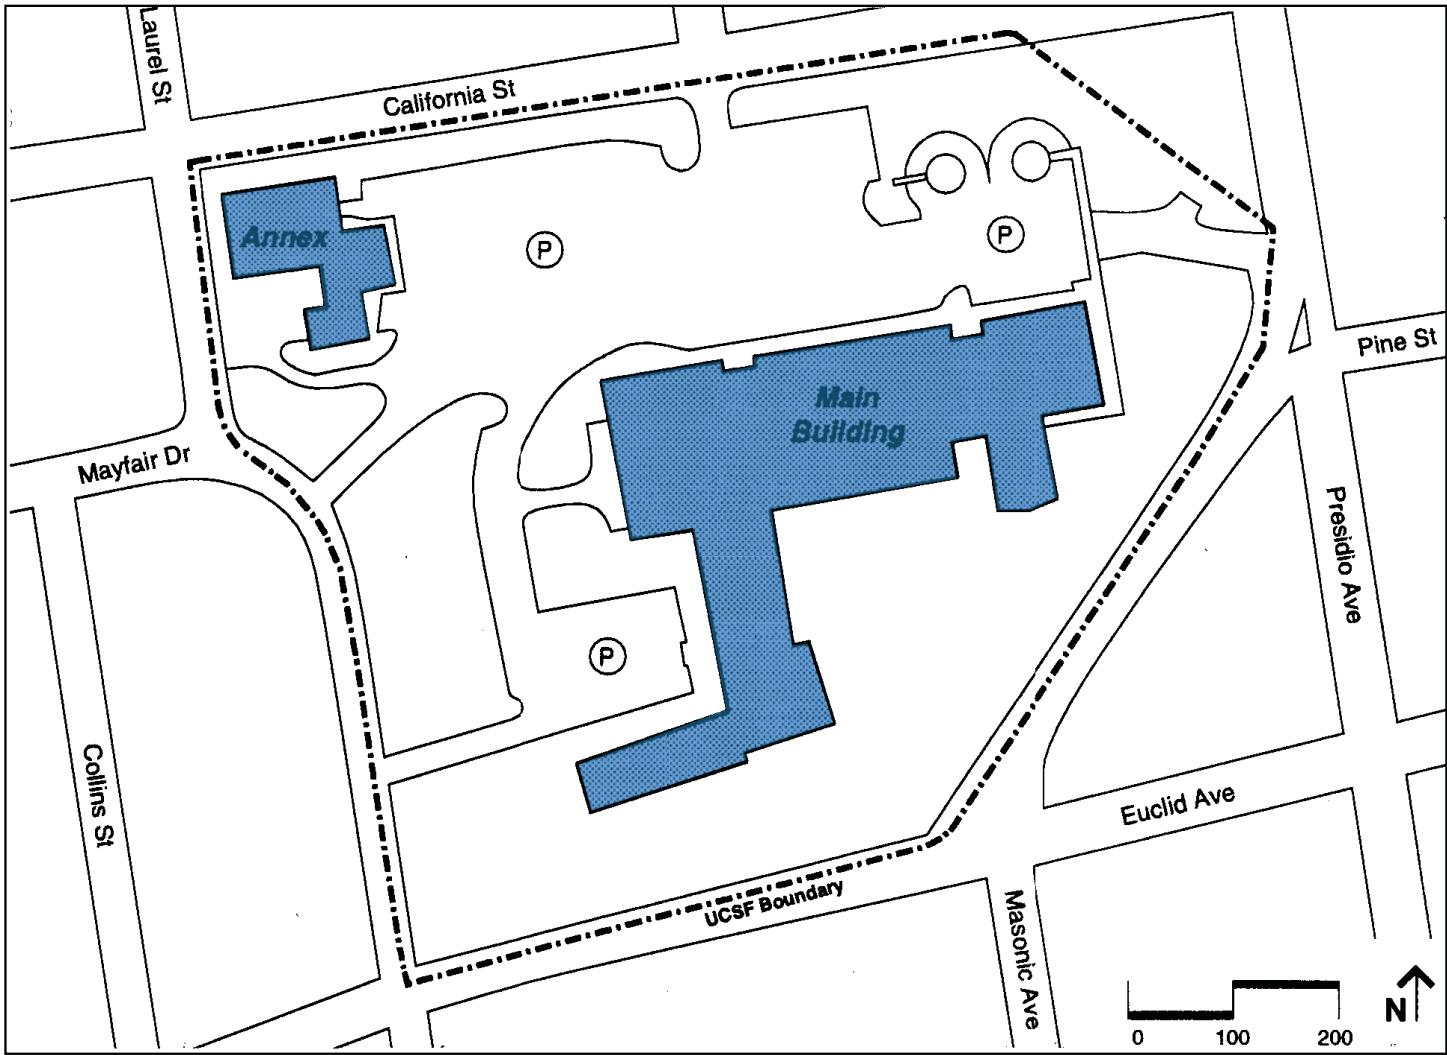 Laurel St
California St
Annex
P
P
Pine St
Main
Building
Mayfair Dr
Presidio Ave
P
Collins St
Euclid Ave
UCSF Boundary
Masonic Ave
N
0 100 200